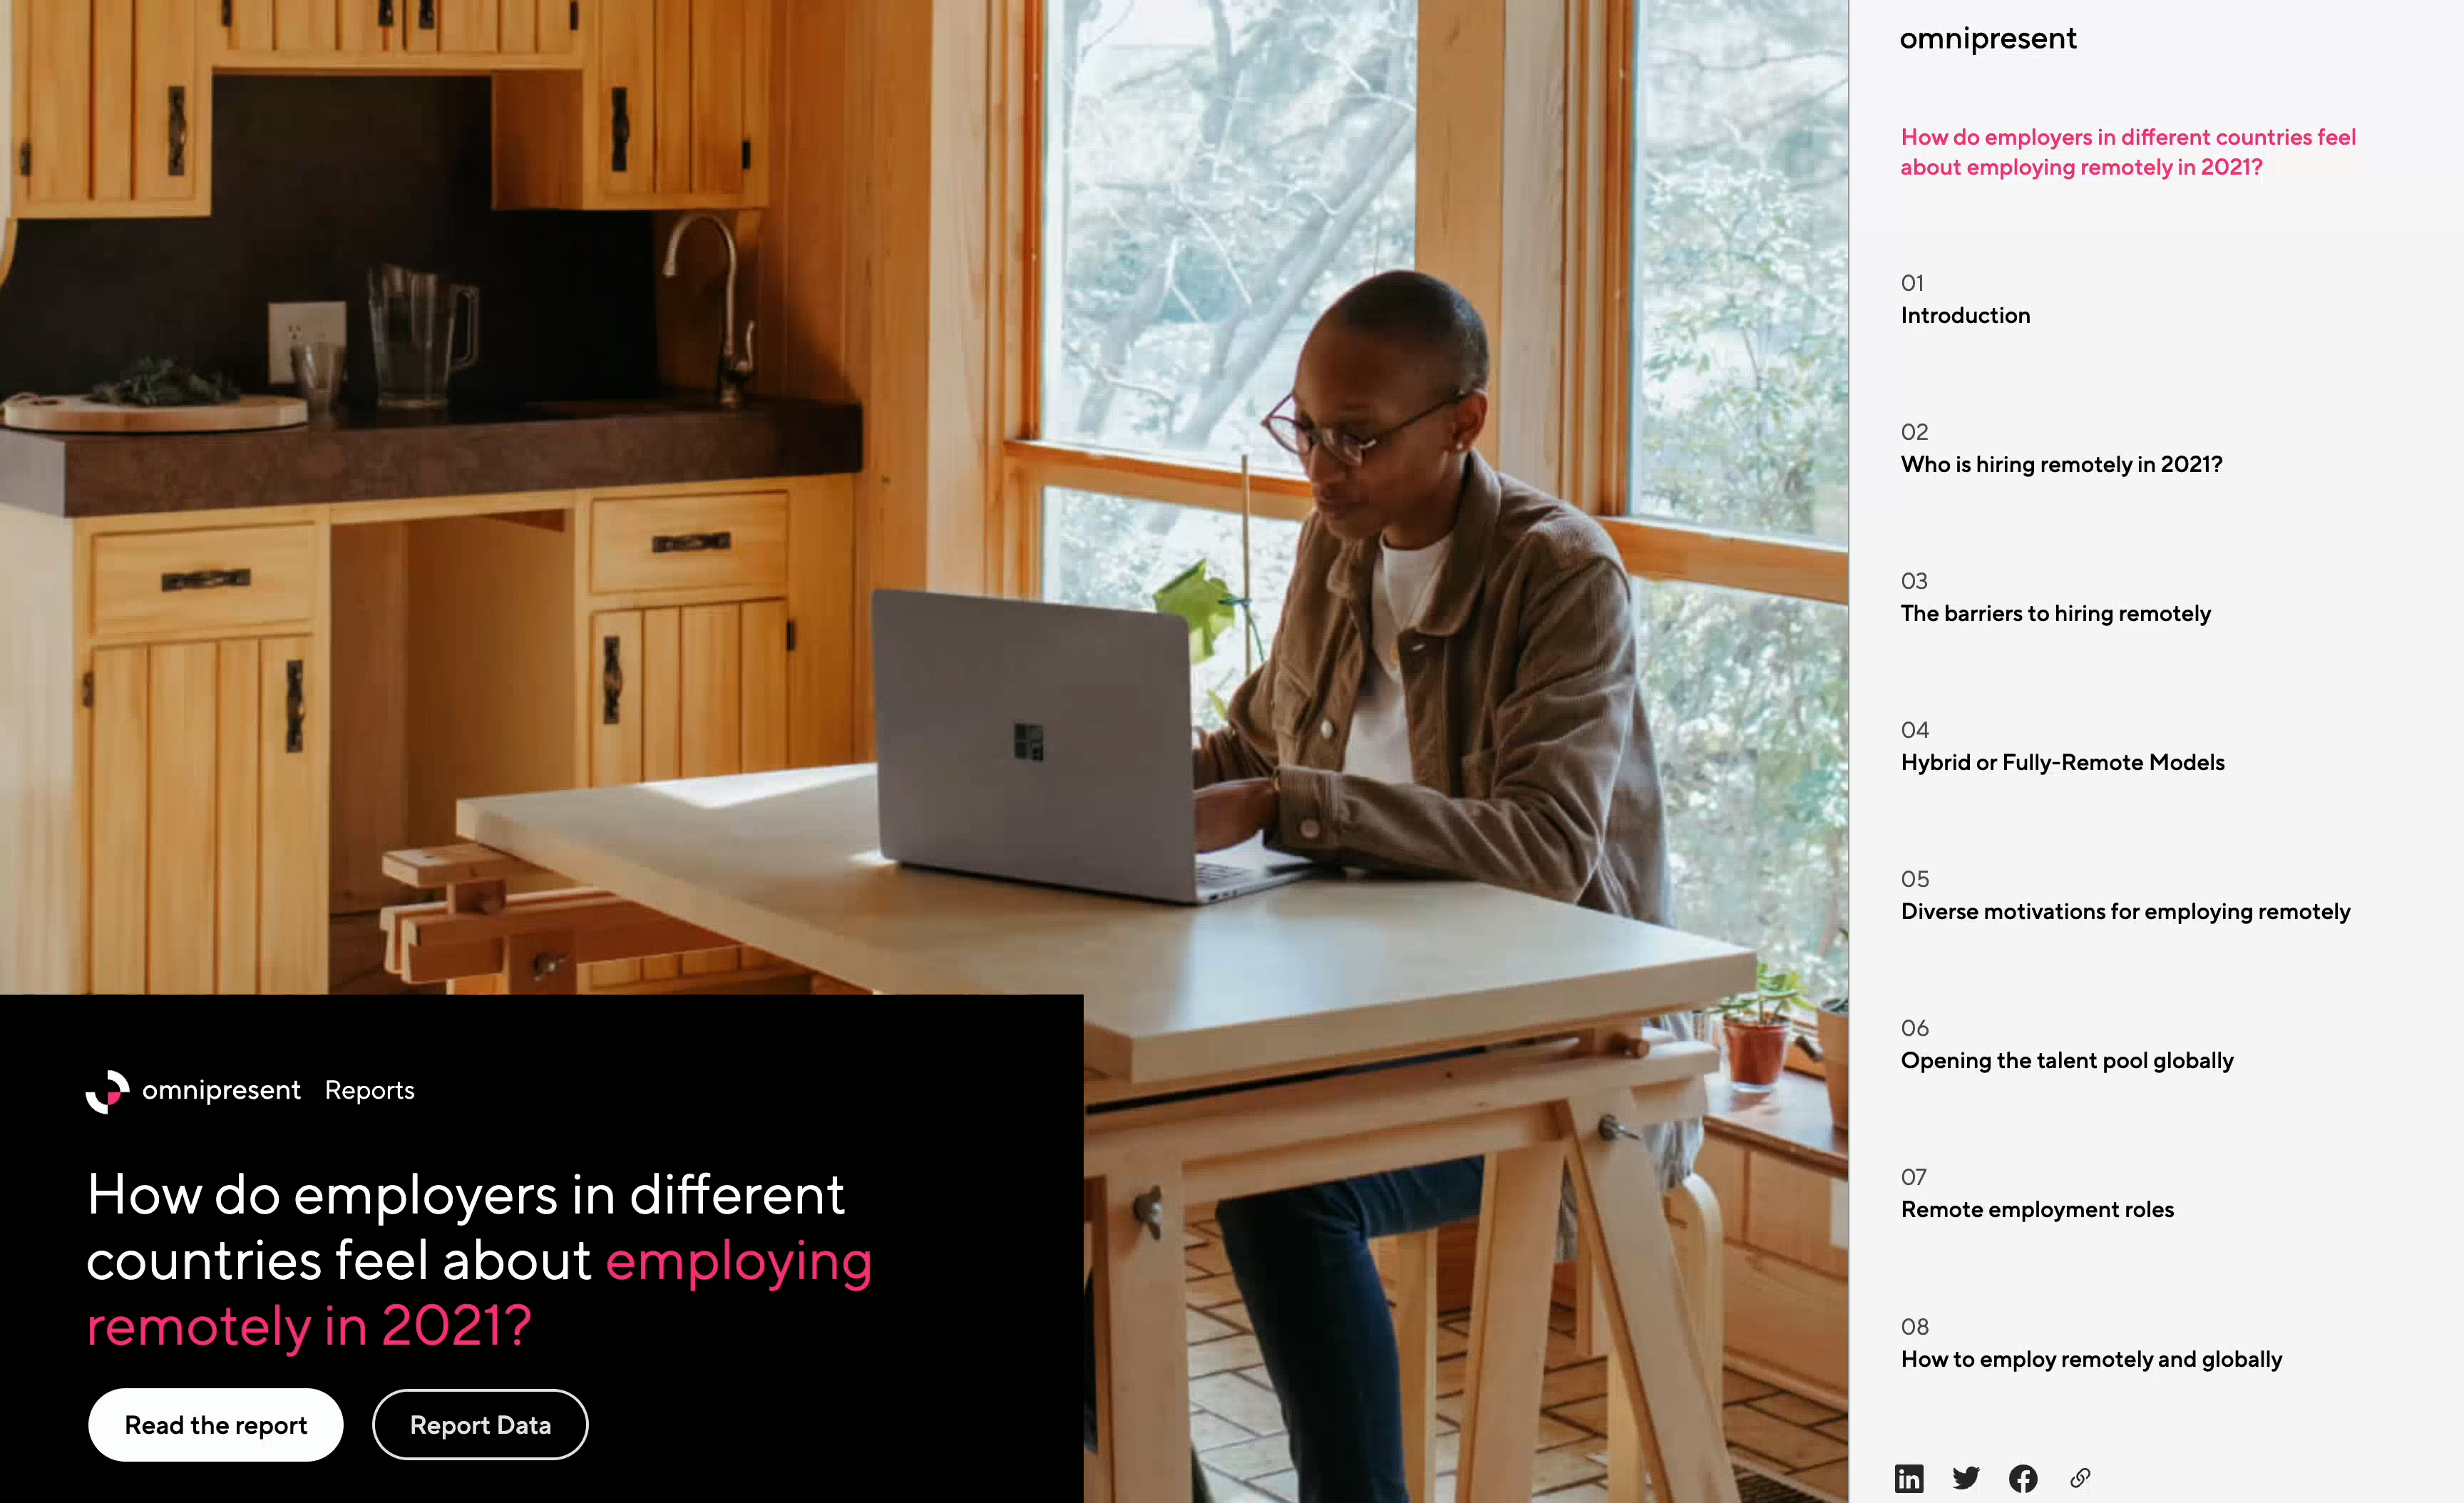 omnipresent Reports
How do employers in different
countries feel about employing
remotely in 2021?
Read the report
Report Data
omnipresent
How do employers in different countries feel
about employing remotely in 2021?
01
Introduction
02
Who is hiring remotely in 2021?
03
The barriers to hiring remotely
04
Hybrid or Fully-Remote Models
05
Diverse motivations for employing remotely
06
Opening the talent pool globally
07
Remote employment roles
08
How to employ remotely and globally